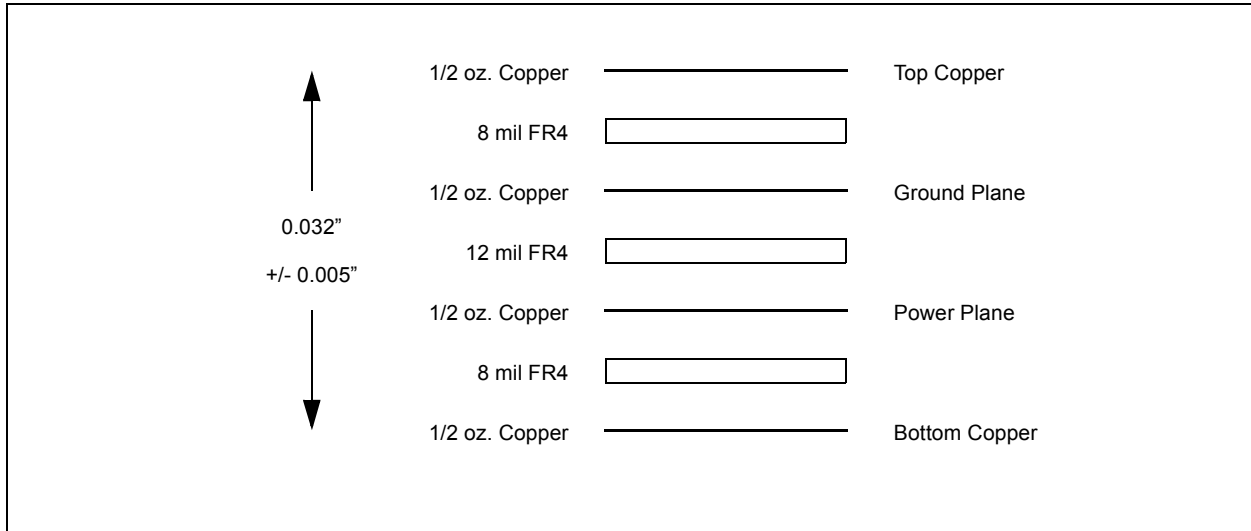 1/2 oz. Copper Top Copper
8 mil FR4
1/2 oz. Copper Ground Plane
0.032”
12 mil FR4
+/- 0.005”
1/2 oz. Copper Power Plane
8 mil FR4
1/2 oz. Copper Bottom Copper